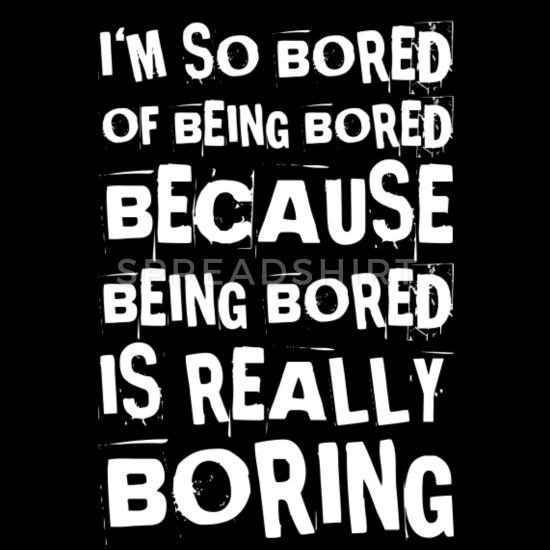 I'M SO BORED
OF BEING BORED
BECAUSE
SPREADSHIRT
BEING BORED
IS REALLY
BORING